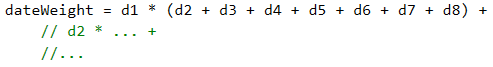 dateWeight = d1 * (d2 + d3 + d4 + d5 + d6 + d7 + d8) +
// d2 * ... +
//...